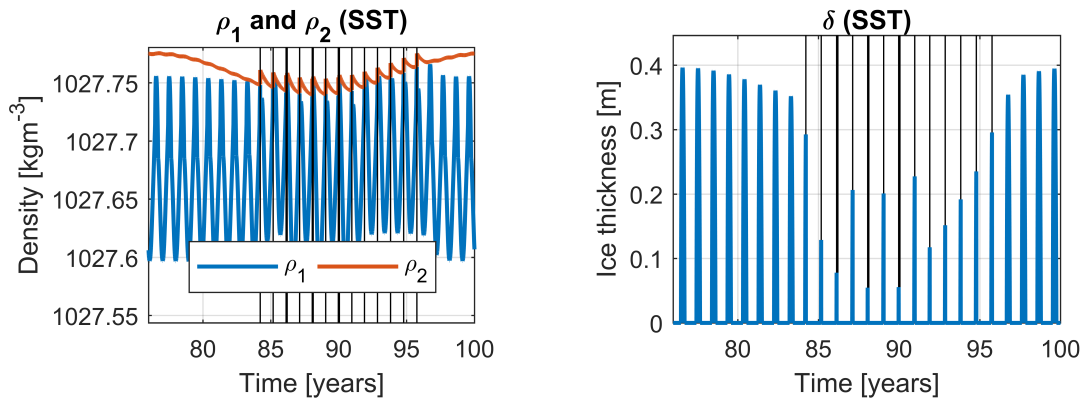 ρ1 and ρ2 (SST)
Density [kgm-3]
1027.75
1027.7
1027.65
1027.6
1027.55
ρ1 ρ2
80 85 90 95 100
Time [years]
δ (SST)
Ice thickness [m]
0.4
0.3
0.2
0.1
0
80 85 90 95 100
Time [years]